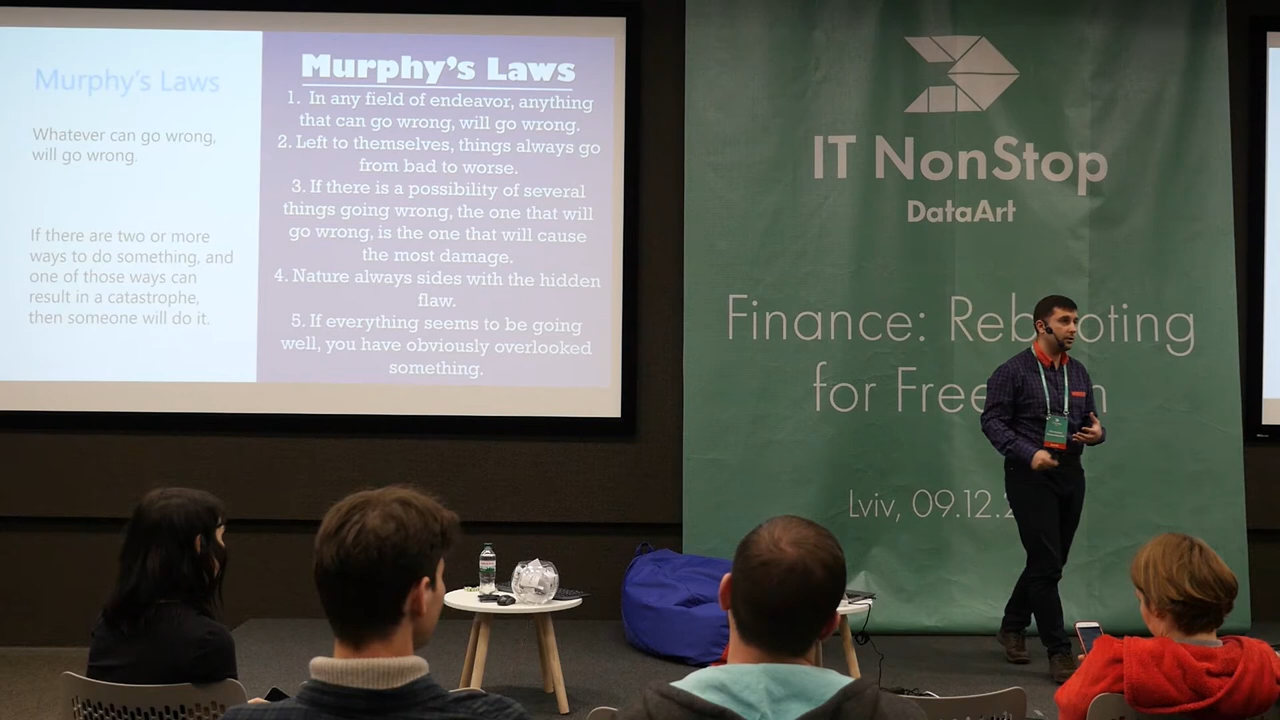 Murphy's Laws
Whatever can go wrong,
will go wrong.
If there are two or more
ways to do something, and
one of those ways can
result in a catastrophe,
then someone will do it.
Murphy's Laws
1. In any field of endeavor, anything
that can go wrong, will go wrong.
2. Left to themselves, things always go
from bad to worse.
3. If there is a possibility of several
things going wrong, the one that will
go wrong, is the one that will cause
the most damage.
4. Nature always sides with the hidden
flaw.
5. If everything seems to be going
well, you have obviously overlooked
something.
IT NonStop
DataArt
Finance: Reb oting
for Free m
Lviv, 09.12.2